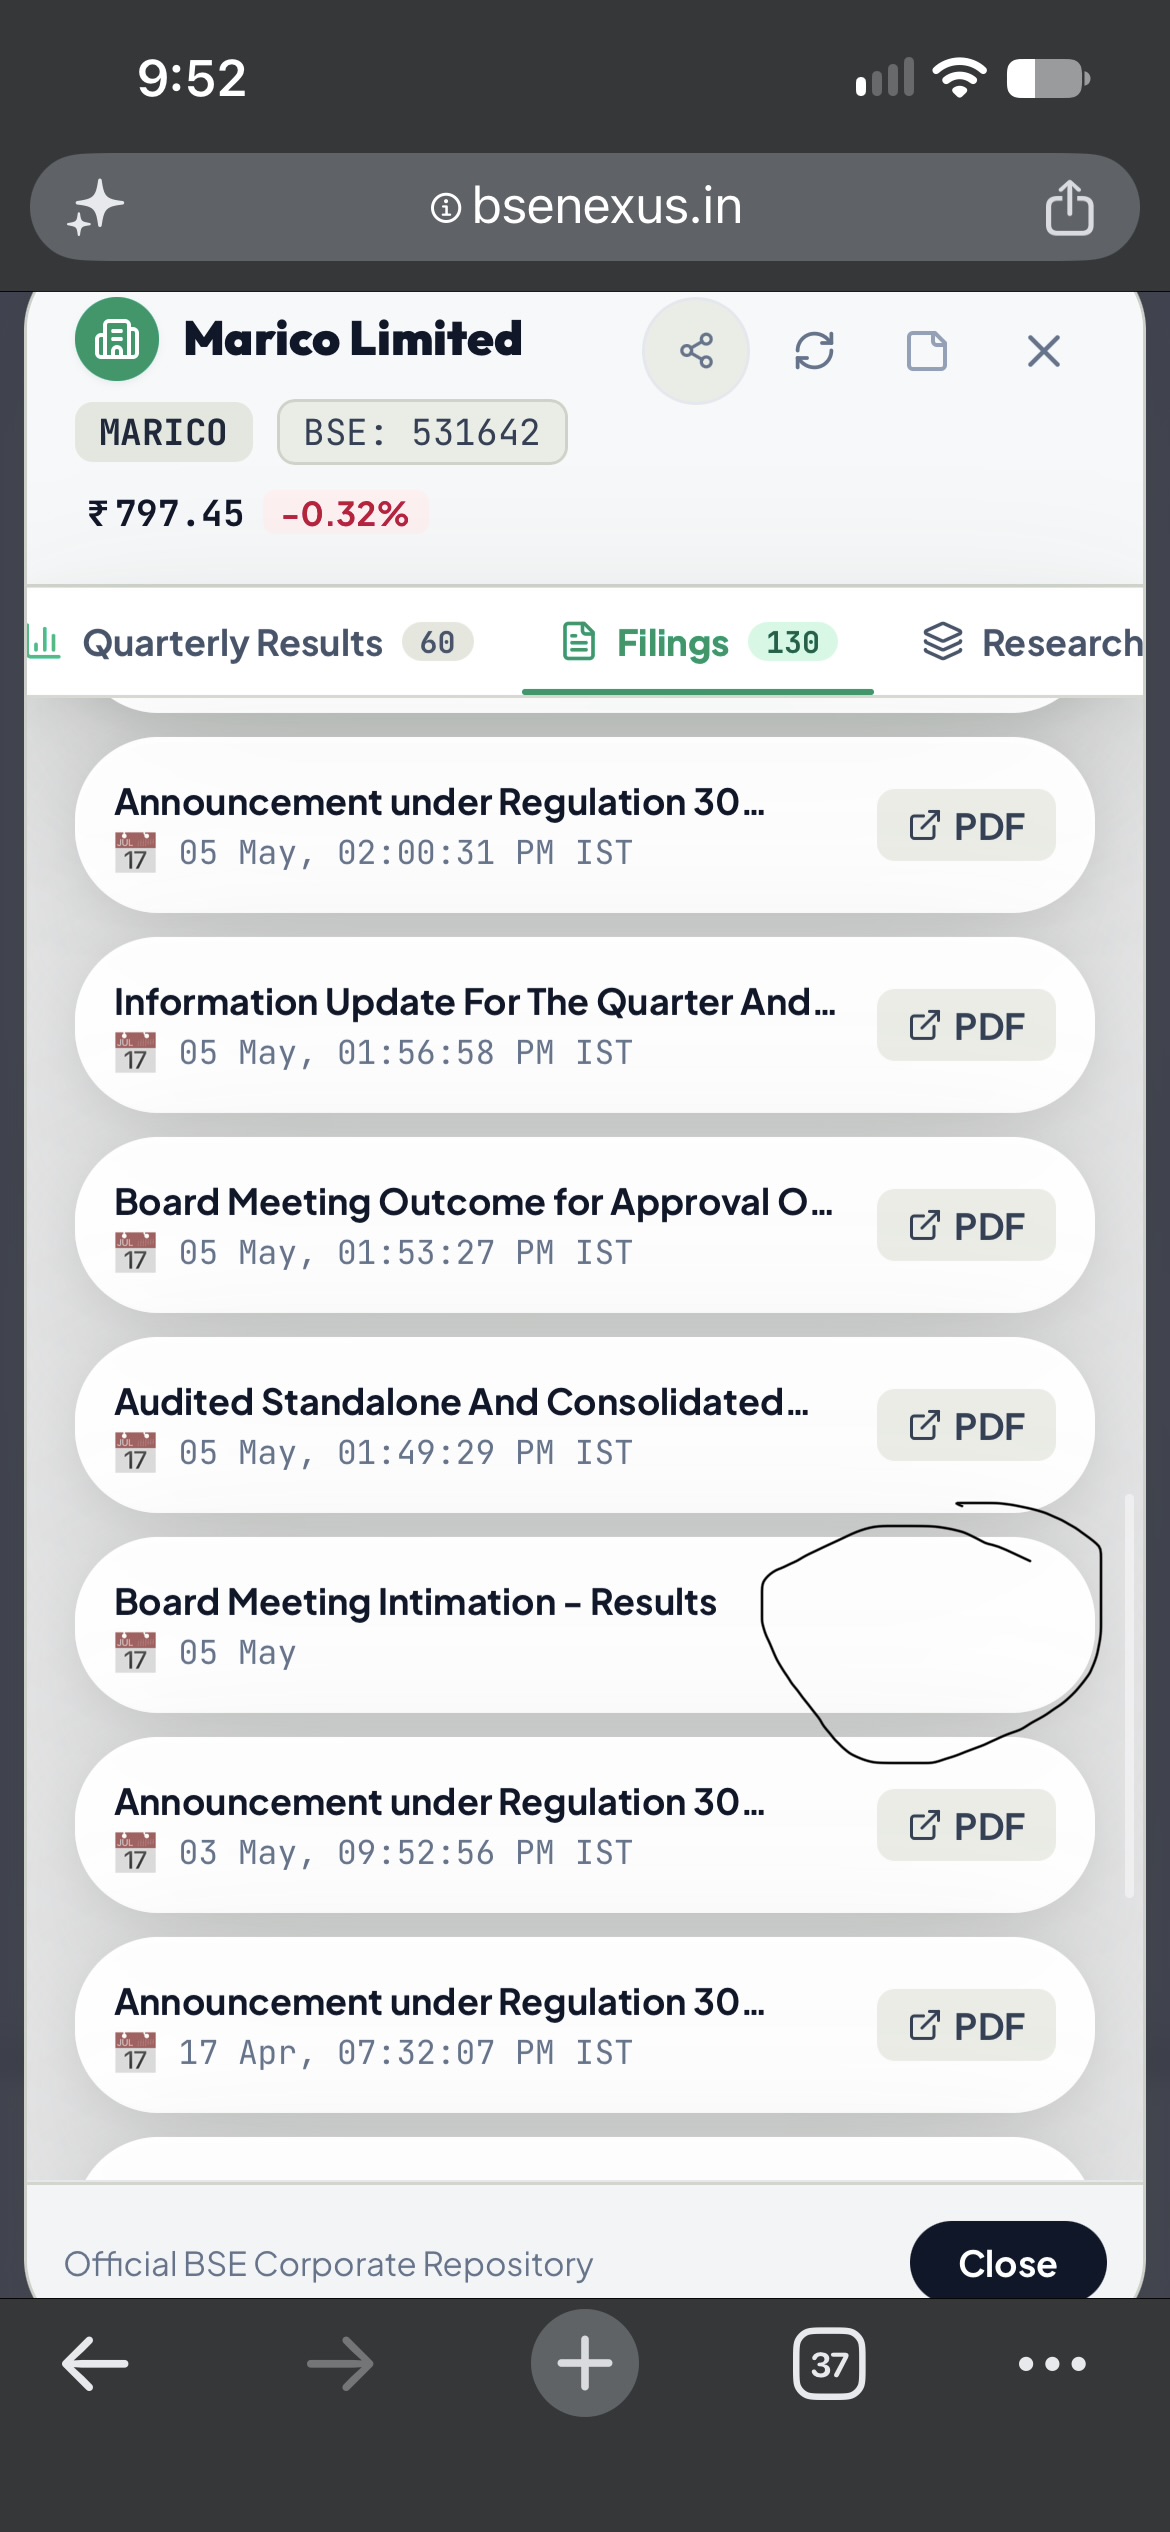 9:52
bsenexus.in
Marico Limited
MARICO
BSE: 531642
₹797.45 -0.32%
Quarterly Results 60
Filings 130
Research
Announcement under Regulation 30...
JUL 17 05 May, 02:00:31 PM IST
PDF
Information Update For The Quarter And...
JUL 17 05 May, 01:56:58 PM IST
PDF
Board Meeting Outcome for Approval O...
JUL 17 05 May, 01:53:27 PM IST
PDF
Audited Standalone And Consolidated...
JUL 17 05 May, 01:49:29 PM IST
PDF
Board Meeting Intimation – Results
JUL 17 05 May
Announcement under Regulation 30...
JUL 17 03 May, 09:52:56 PM IST
PDF
Announcement under Regulation 30...
JUL 17 17 Apr, 07:32:07 PM IST
PDF
Official BSE Corporate Repository
Close
37